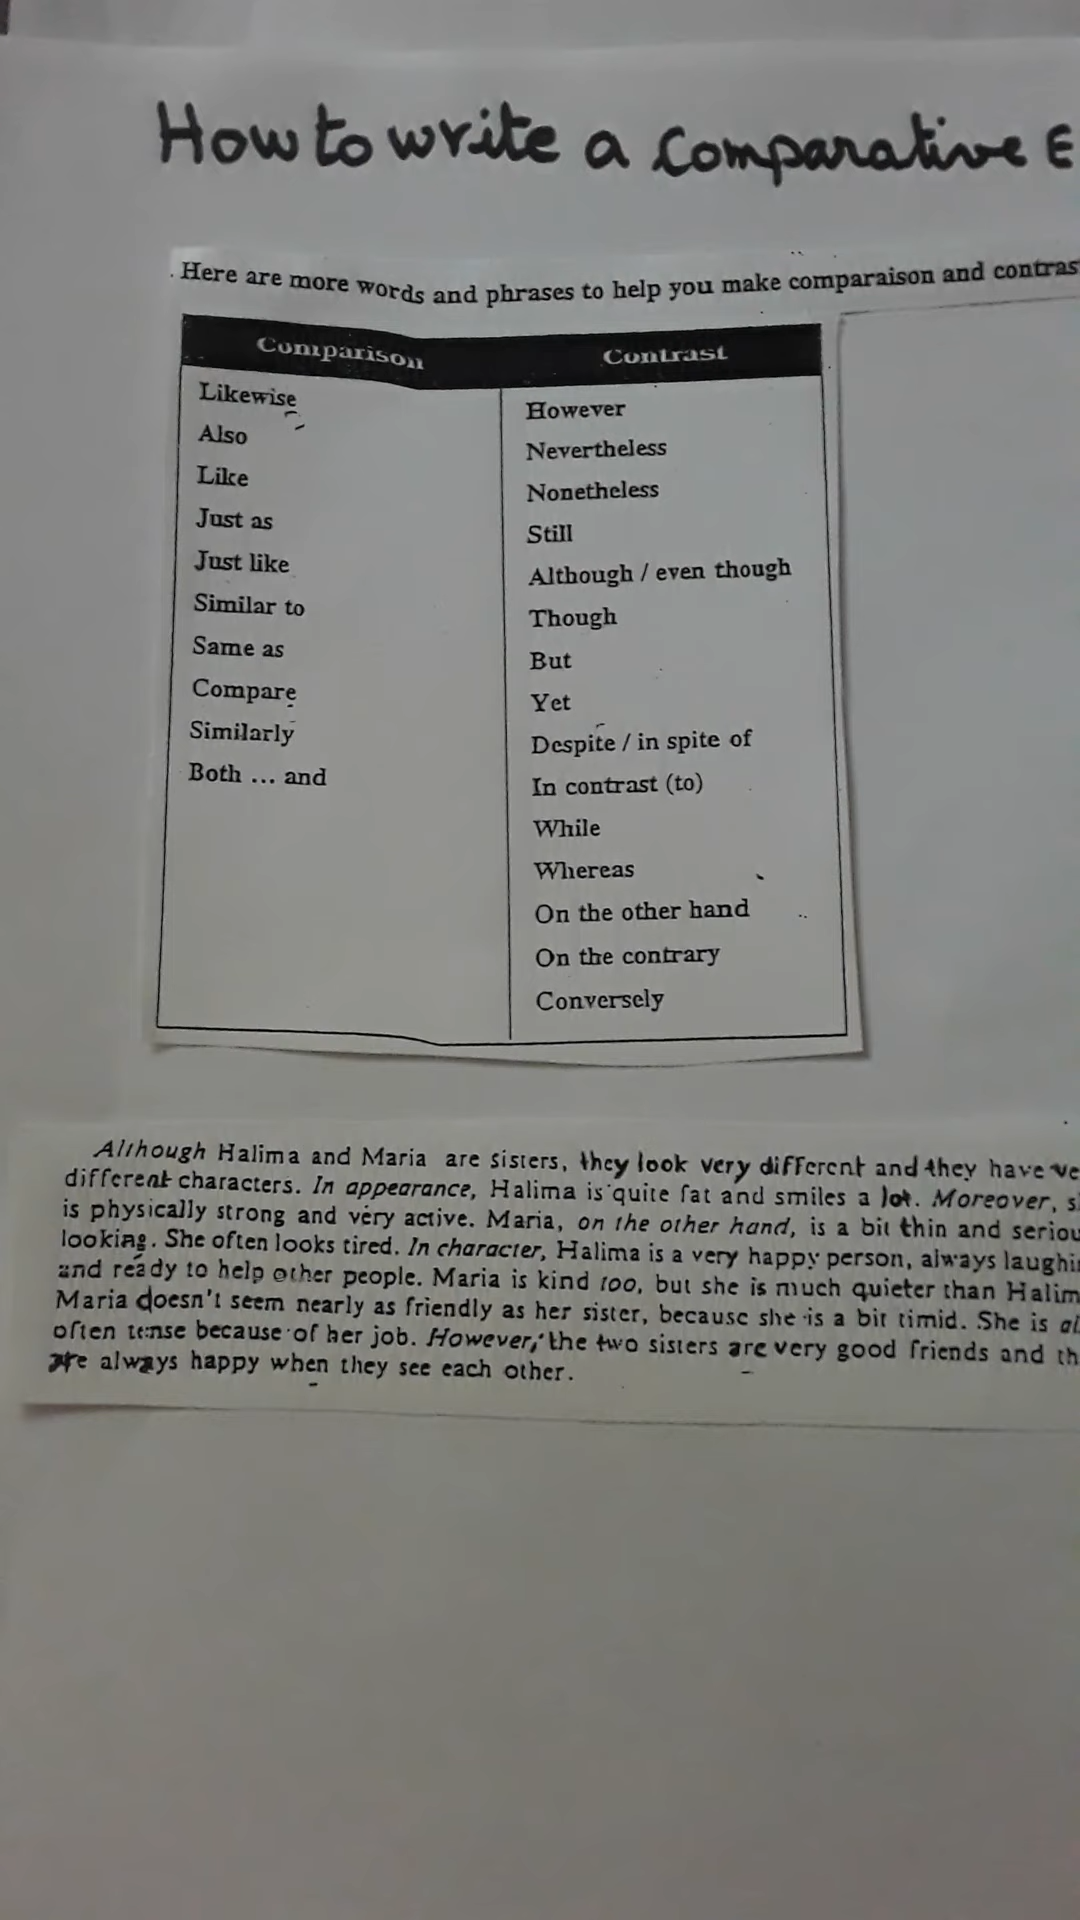 How to write a Comparative E
. Here are more words and phrases to help you make comparaison and contras
Comparison
Likewise
Also
Like
Just as
Just like
Similar to
Same as
Compare
Similarly
Both ... and
Contrast
However
Nevertheless
Nonetheless
Still
Although / even though
Though
But
Yet
Despite / in spite of
In contrast (to)
While
Whereas
On the other hand
On the contrary
Conversely
Although Halima and Maria are sisters, they look very different and they have ve
different characters. In appearance, Halima is quite fat and smiles a lot. Moreover, s
is physically strong and very active. Maria, on the other hand, is a bit thin and seriou
looking. She often looks tired. In character, Halima is a very happy person, always laughi
and ready to help other people. Maria is kind too, but she is much quieter than Halim
Maria doesn't seem nearly as friendly as her sister, because she is a bit timid. She is al
often tense because of her job. However, the two sisters are very good friends and th
are always happy when they see each other.